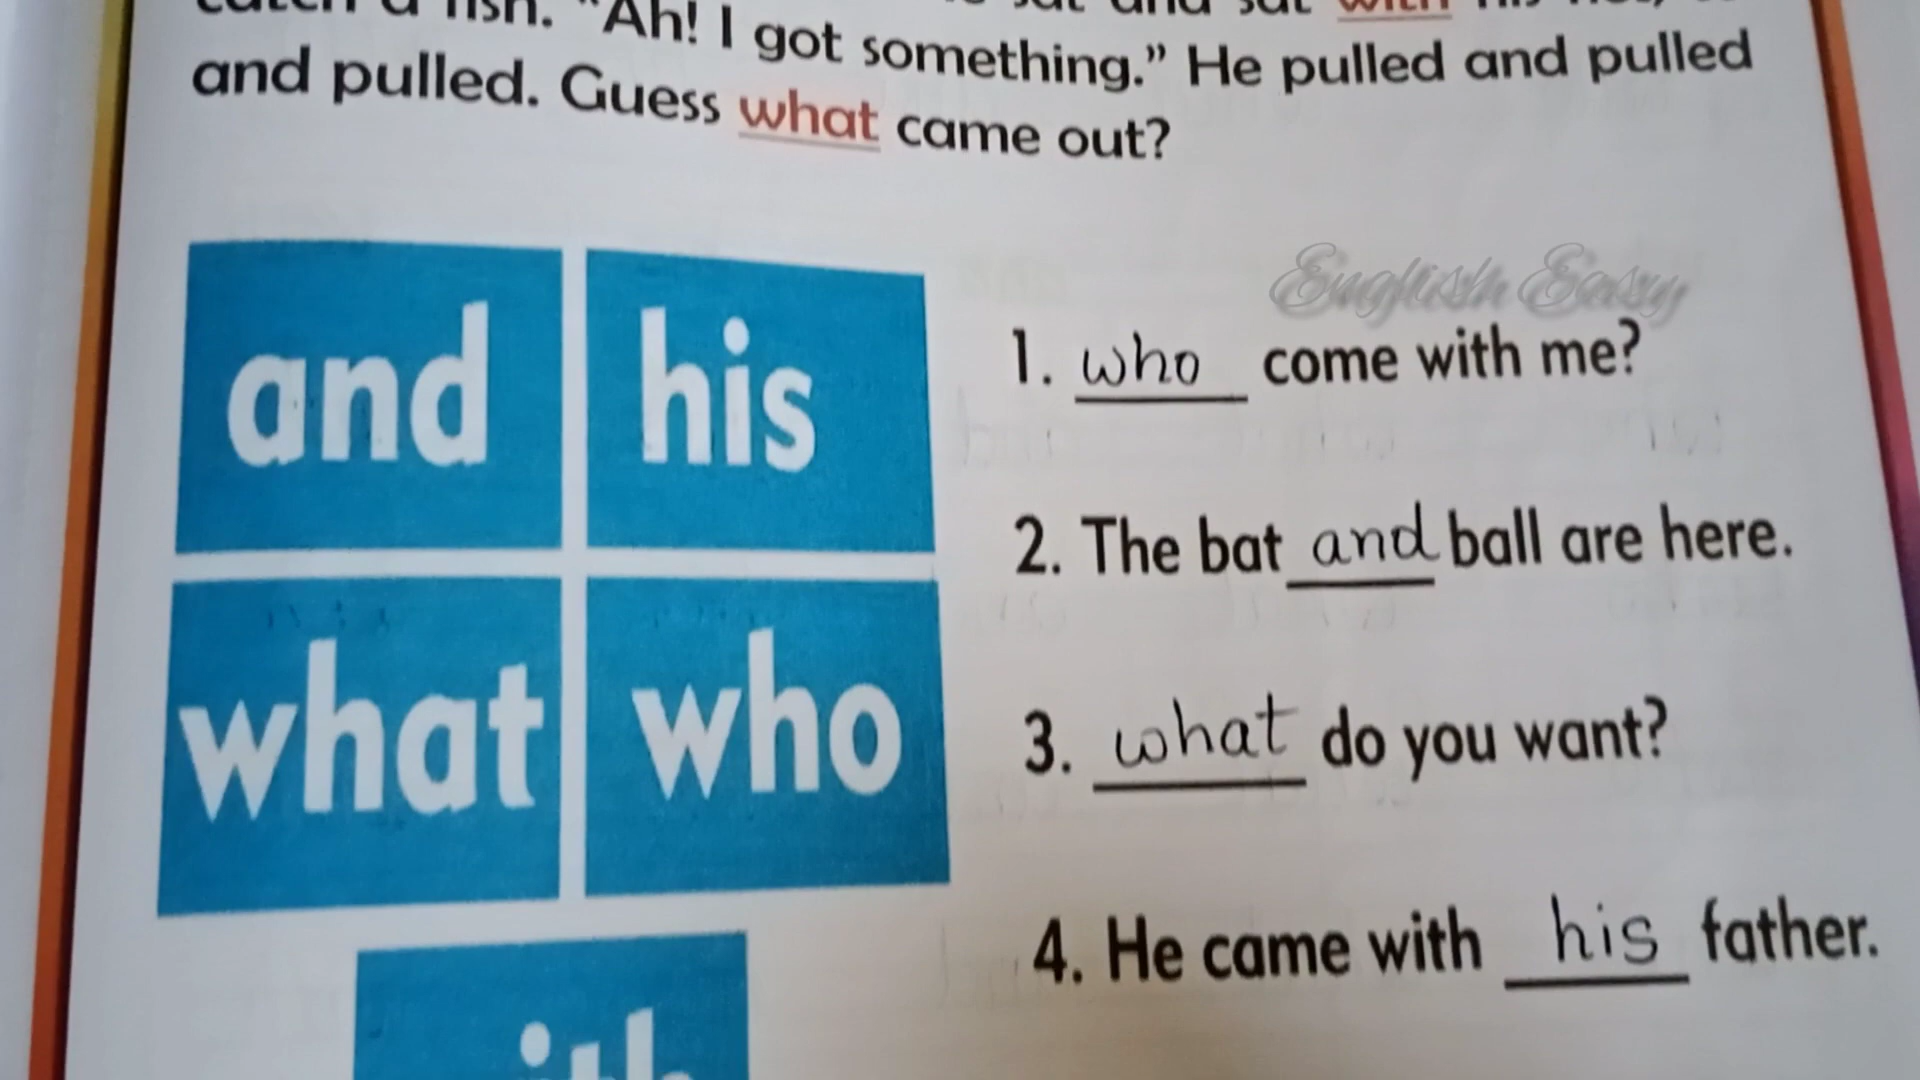 a fish. "Ah! I got something." He pulled and pulled
and pulled. Guess what came out?
English Easy
and his
what who
1. who come with me?
2. The bat and ball are here.
3. what do you want?
4. He came with his father.